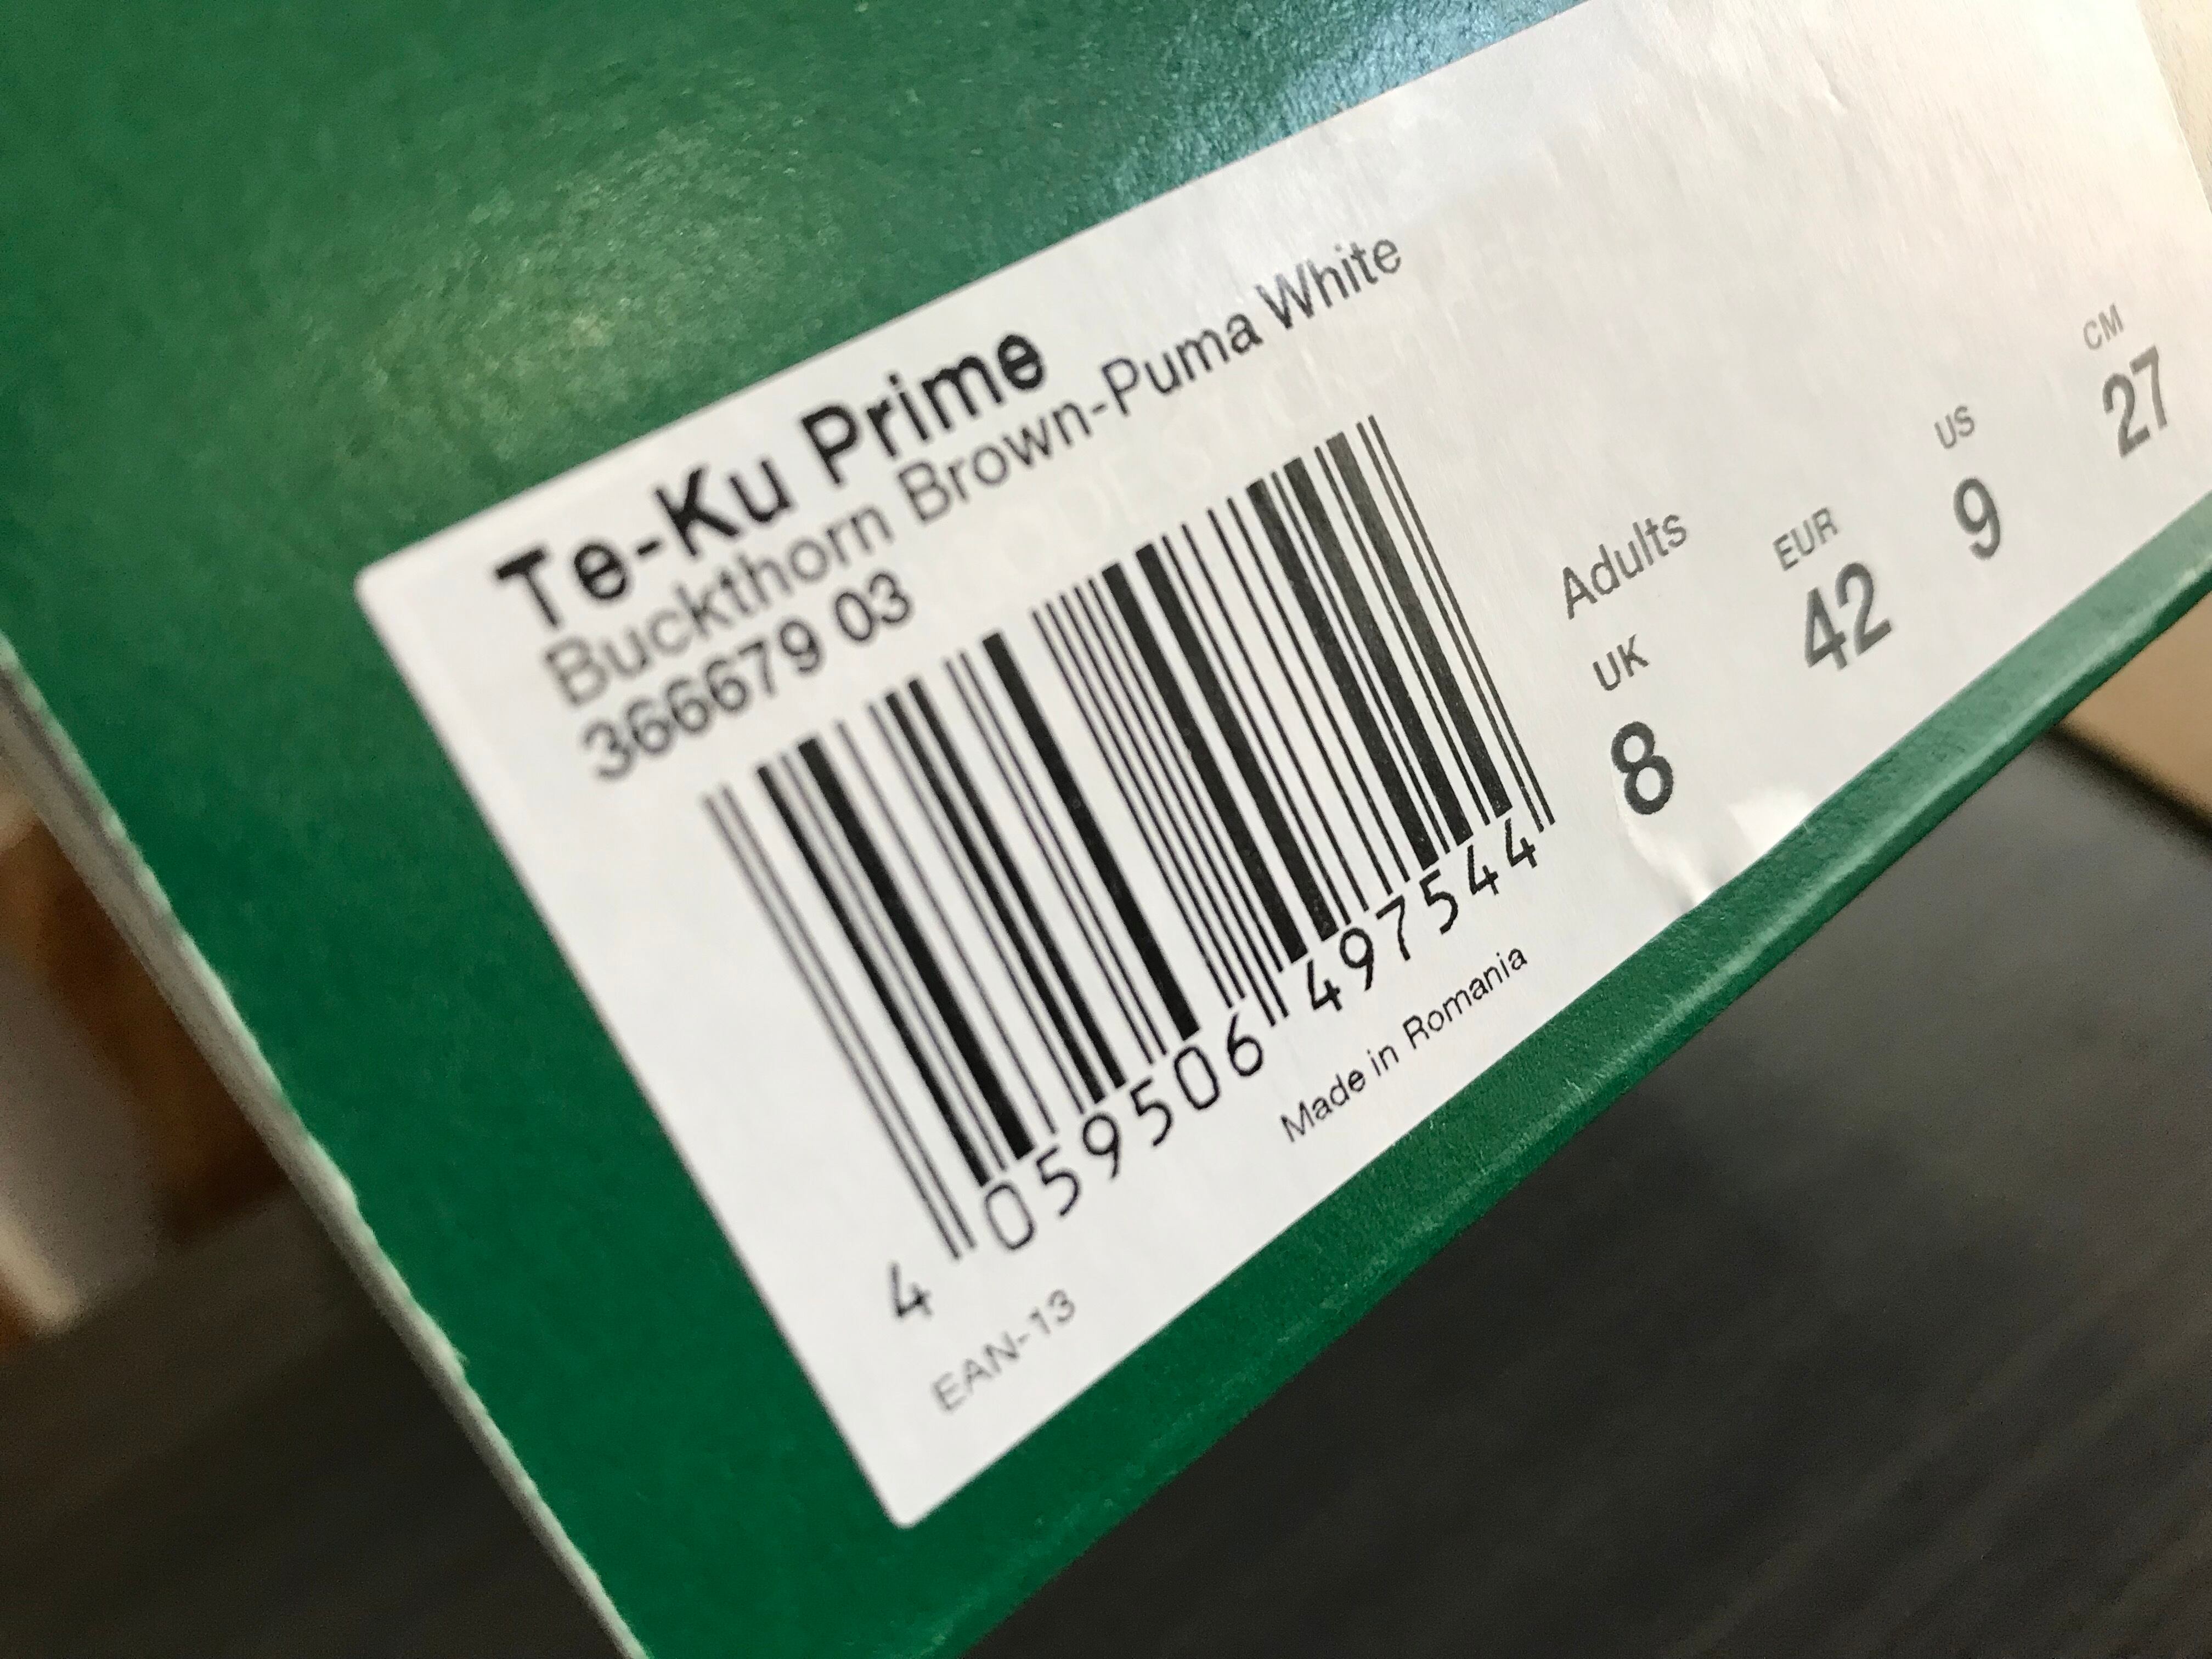 Te-Ku Prime
Buckthorn Brown-Puma White
366679 03
Adults
UK EUR US CM
8 42 9 27
4 059506 497544
Made in Romania
EAN-13